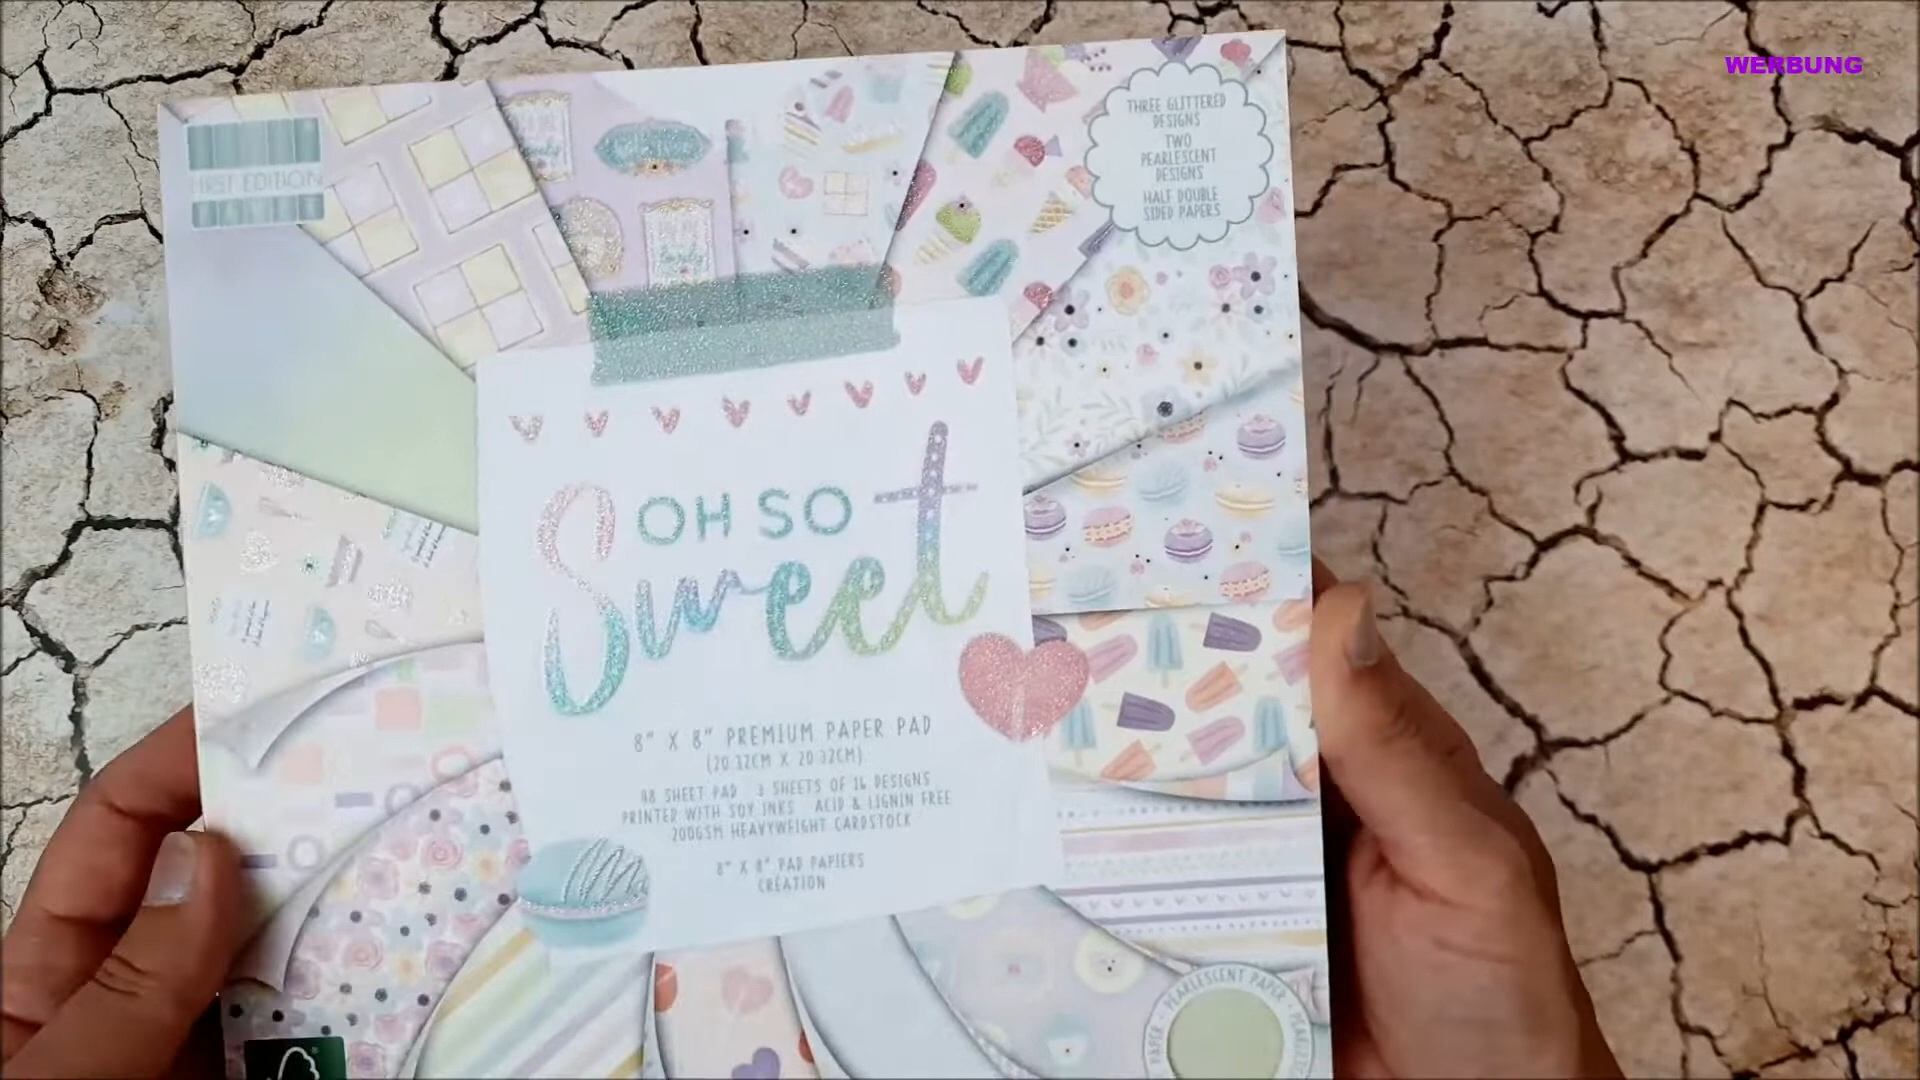 WERBUNG
FIRST EDITION
THREE GLITTERED
DESIGNS
TWO
PEARLESCENT
DESIGNS
HALF DOUBLE
SIDED PAPERS
OH SO
Sweet
8" X 8" PREMIUM PAPER PAD
(20.32CM X 20.32CM)
48 SHEET PAD 3 SHEETS OF 16 DESIGNS
PRINTED WITH SOY INKS ACID & LIGNIN FREE
200GSM HEAVYWEIGHT CARDSTOCK
8" X 8" PAD PAPIERS
CRÉATION
PAPER · PEARLESCENT PAPER ·